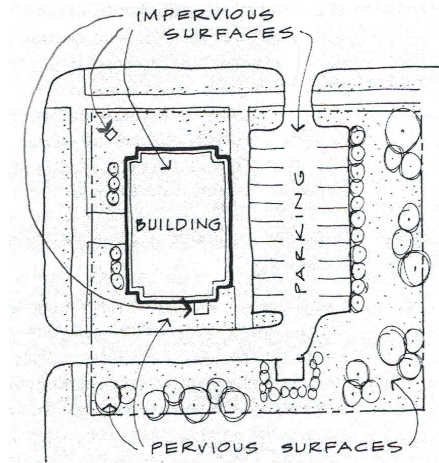 IMPERVIOUS
SURFACES
BUILDING
PARKING
PERVIOUS SURFACES